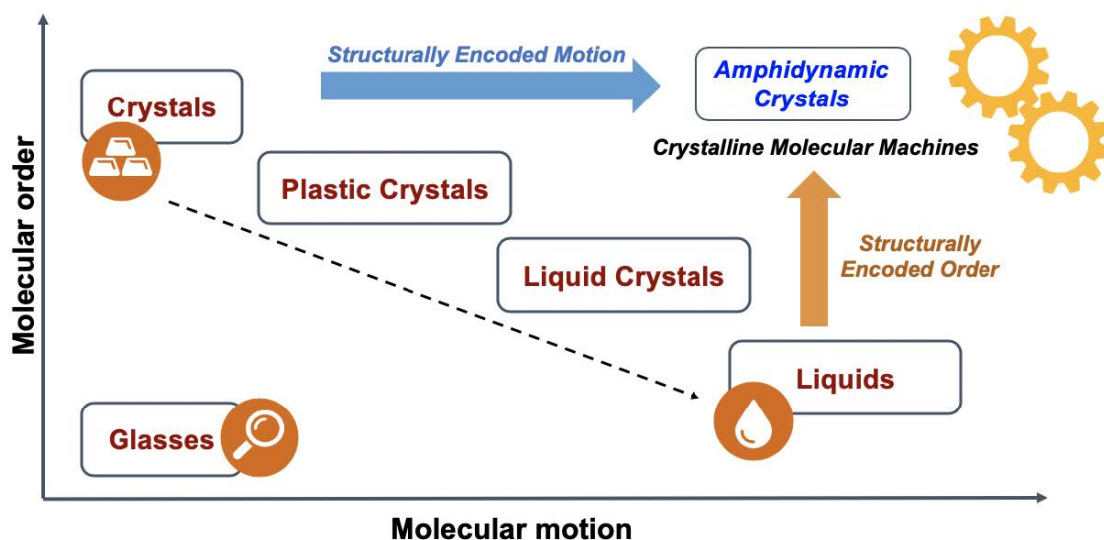 Structurally Encoded Motion
Amphidynamic
Crystals
Crystals
Crystalline Molecular Machines
Plastic Crystals
Structurally
Encoded Order
Liquid Crystals
Liquids
Glasses
Molecular order
Molecular motion